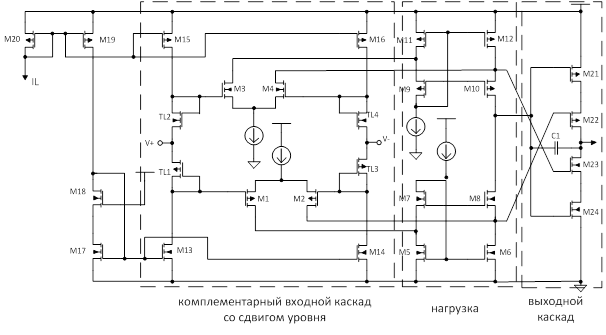 M20
M19
M15
M16
M11
M12
IL
M3
M4
M9
M10
M21
TL2
TL4
M22
V+
V-
C1
TL1
TL3
M23
M18
M1
M2
M7
M8
M24
M17
M13
M14
M5
M6
комплементарный входной каскад
со сдвигом уровня
нагрузка
выходной
каскад